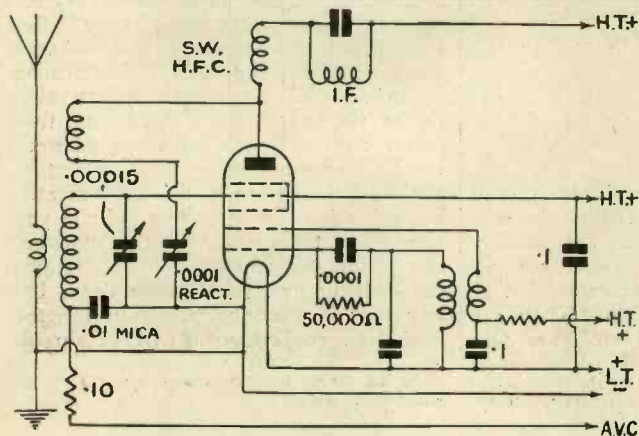 S.W.
H.F.C.
I.F.
H.T.+
.00015
H.T.+
.0001
REACT.
.0001
50,000Ω
.1
.01 MICA
.1
H.T.
+
+
L.T.
-
.10
A.V.C